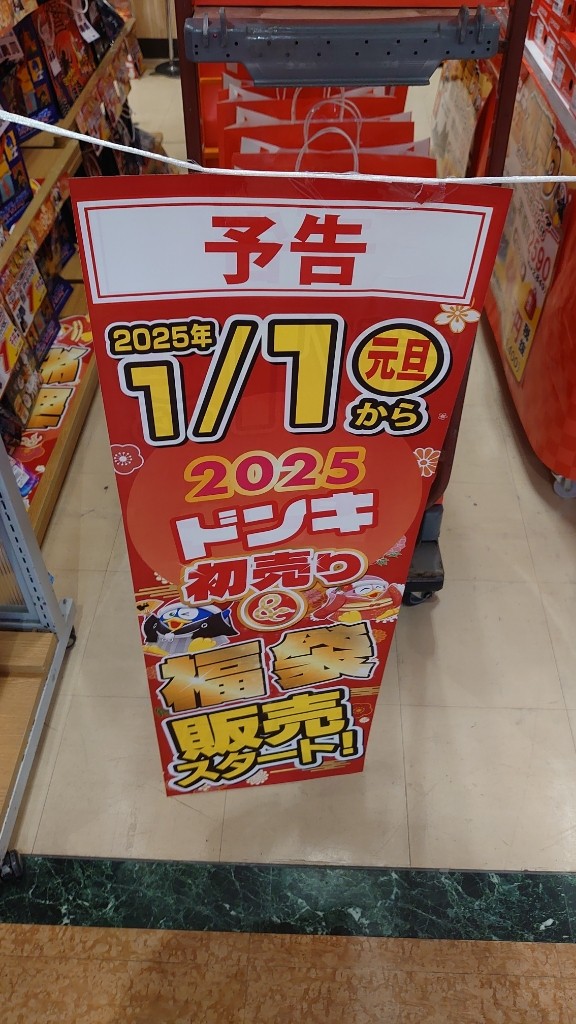 予告
2025年
1/1
元旦
から
2025
ドンキ
初売り
&
福袋
販売
スタート!